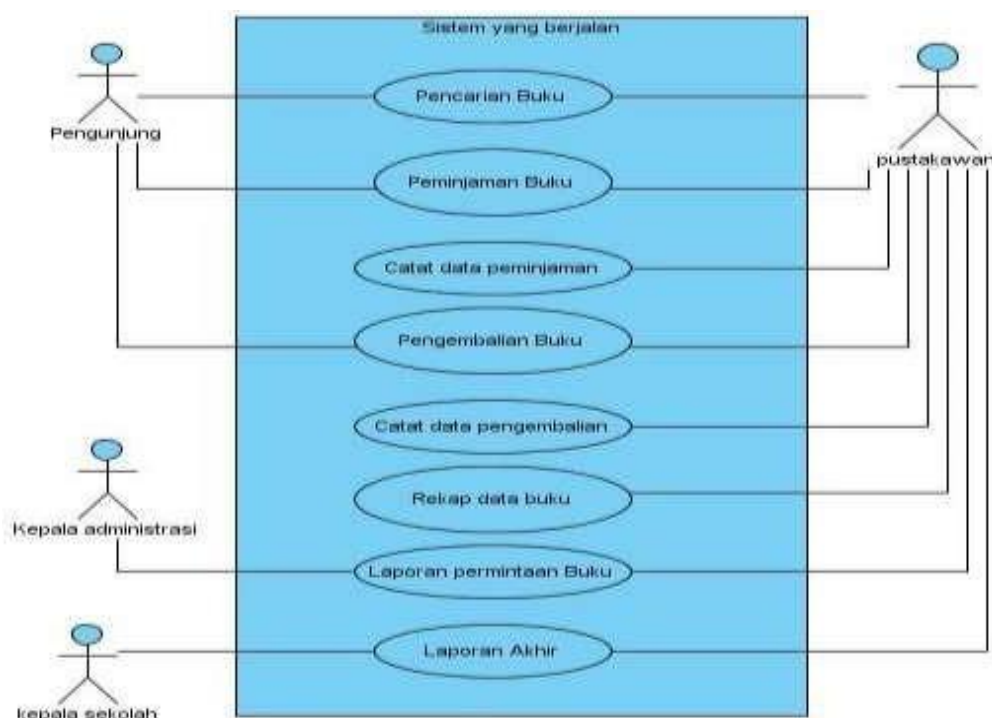 Sistem yang berjalan
Pengunjung
pustakawan
Pencarian Buku
Peminjaman Buku
Catat data peminjaman
Pengembalian Buku
Catat data pengembalian
Rekap data buku
Kepala administrasi
Laporan permintaan Buku
Laporan Akhir
kepala sekolah